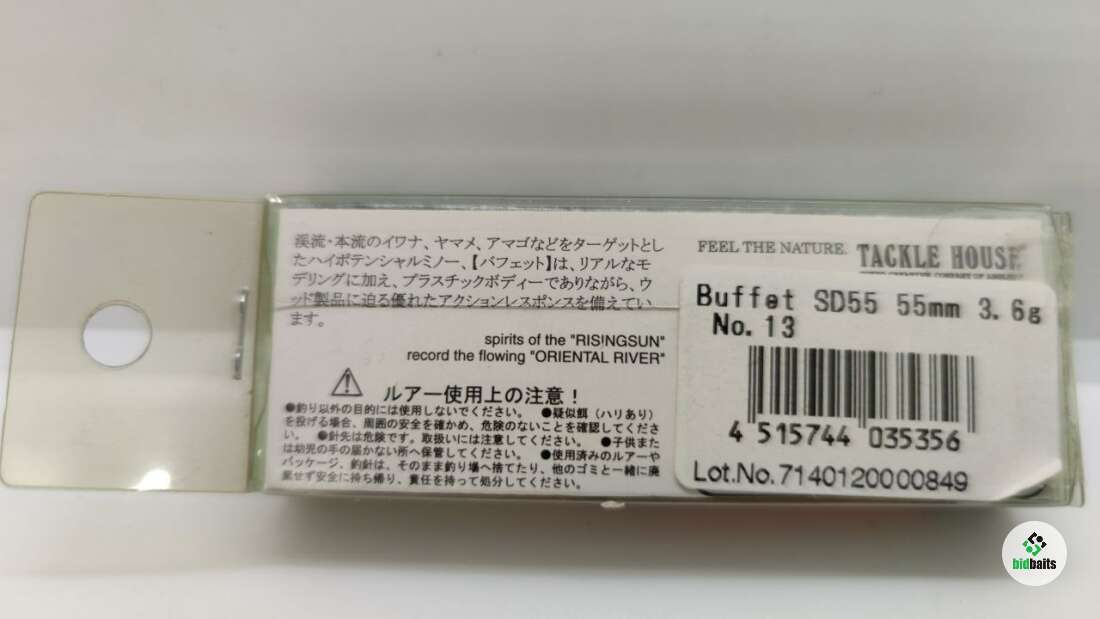 渓流・本流のイワナ、ヤマメ、アマゴなどをターゲットとし
たハイポテンシャルミノー、【バフェット】は、リアルなモ
デリングに加え、プラスチックボディーでありながら、ウ
ッド製品に迫る優れたアクションレスポンスを備えてい
ます。
spirits of the "RISINGSUN"
record the flowing "ORIENTAL RIVER"
ルアー使用上の注意!
●釣り以外の目的には使用しないでください。 ●疑似餌(ハリあり)
を投げる場合、周囲の安全を確かめ、危険のないことを確認してくださ
い。 ●針先は危険です。取扱いには注意してください。 ●子供また
は幼児の手の届かない所へ保管してください。 ●使用済みのルアーや
パッケージ、釣針は、そのまま釣り場へ捨てたり、他のゴミと一緒に廃
棄せず安全に持ち帰り、責任を持って処分してください。
FEEL THE NATURE. TACKLE HOUSE
Buffet SD55 55mm 3.6g
No.13
4 515744 035356
Lot.No.7140120000849
bidbaits